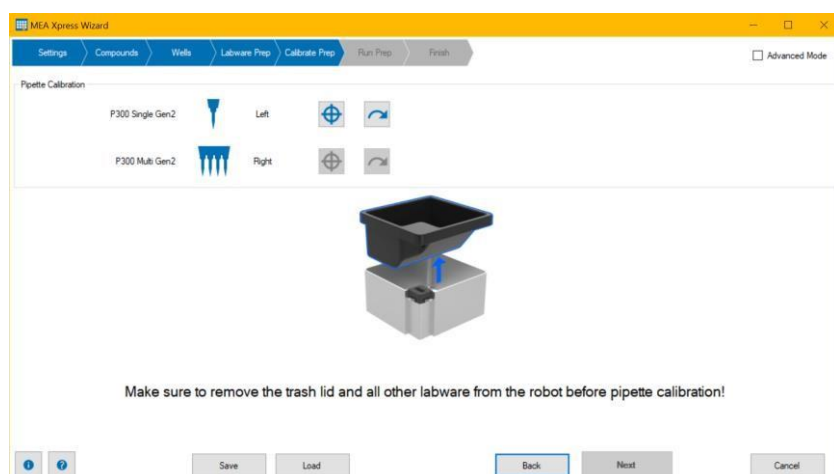 MEA Xpress Wizard
Settings Compounds Wells Labware Prep Calibrate Prep Run Prep Finish
Advanced Mode
Pipette Calibration
P300 Single Gen2 Left
P300 Multi Gen2 Right
Make sure to remove the trash lid and all other labware from the robot before pipette calibration!
Save Load Back Next Cancel